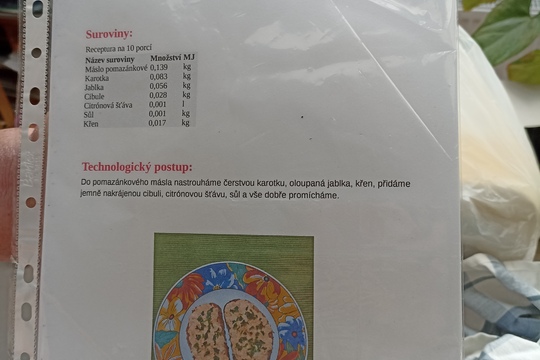 Suroviny:
Receptura na 10 porcí
Název suroviny Množství MJ
Máslo pomazánkové 0,139 kg
Karotka 0,083 kg
Jablka 0,056 kg
Cibule 0,028 kg
Citrónová šťáva 0,001 l
Sůl 0,001 kg
Křen 0,017 kg
Technologický postup:
Do pomazánkového másla nastrouháme čerstvou karotku, oloupaná jablka, křen, přidáme
jemně nakrájenou cibuli, citrónovou šťávu, sůl a vše dobře promícháme.